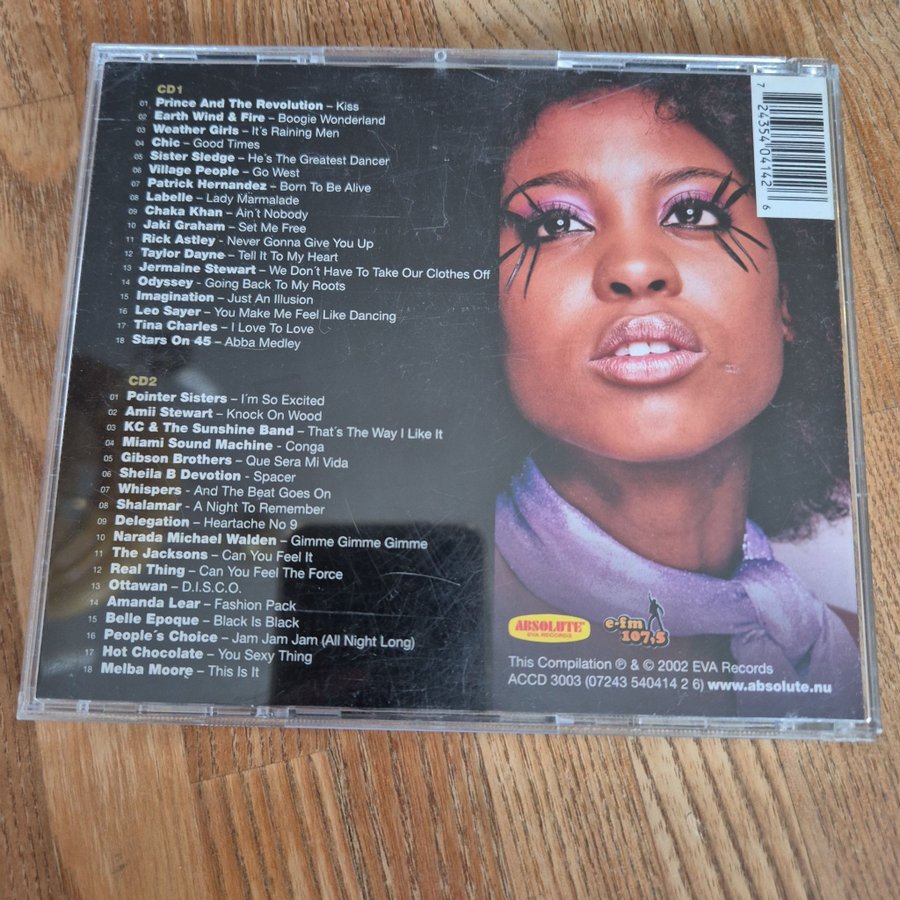 CD1
01 Prince And The Revolution – Kiss
02 Earth Wind & Fire – Boogie Wonderland
03 Weather Girls – It´s Raining Men
04 Chic – Good Times
05 Sister Sledge – He´s The Greatest Dancer
06 Village People – Go West
07 Patrick Hernandez – Born To Be Alive
08 Labelle – Lady Marmalade
09 Chaka Khan – Ain´t Nobody
10 Jaki Graham – Set Me Free
11 Rick Astley - Never Gonna Give You Up
12 Taylor Dayne – Tell It To My Heart
13 Jermaine Stewart – We Don´t Have To Take Our Clothes Off
14 Odyssey - Going Back To My Roots
15 Imagination – Just An Illusion
16 Leo Sayer – You Make Me Feel Like Dancing
17 Tina Charles – I Love To Love
18 Stars On 45 – Abba Medley
CD2
01 Pointer Sisters – I´m So Excited
02 Amii Stewart – Knock On Wood
03 KC & The Sunshine Band – That´s The Way I Like It
04 Miami Sound Machine - Conga
05 Gibson Brothers – Que Sera Mi Vida
06 Sheila B Devotion – Spacer
07 Whispers - And The Beat Goes On
08 Shalamar - A Night To Remember
09 Delegation – Heartache No 9
10 Narada Michael Walden – Gimme Gimme Gimme
11 The Jacksons – Can You Feel It
12 Real Thing – Can You Feel The Force
13 Ottawan – D.I.S.C.O.
14 Amanda Lear – Fashion Pack
15 Belle Epoque – Black Is Black
16 People´s Choice – Jam Jam Jam (All Night Long)
17 Hot Chocolate – You Sexy Thing
18 Melba Moore – This Is It
7 24354 04142 6
ABSOLUTE
EVA RECORDS
e-fm
107,5
This Compilation ℗ & © 2002 EVA Records
ACCD 3003 (07243 540414 2 6) www.absolute.nu